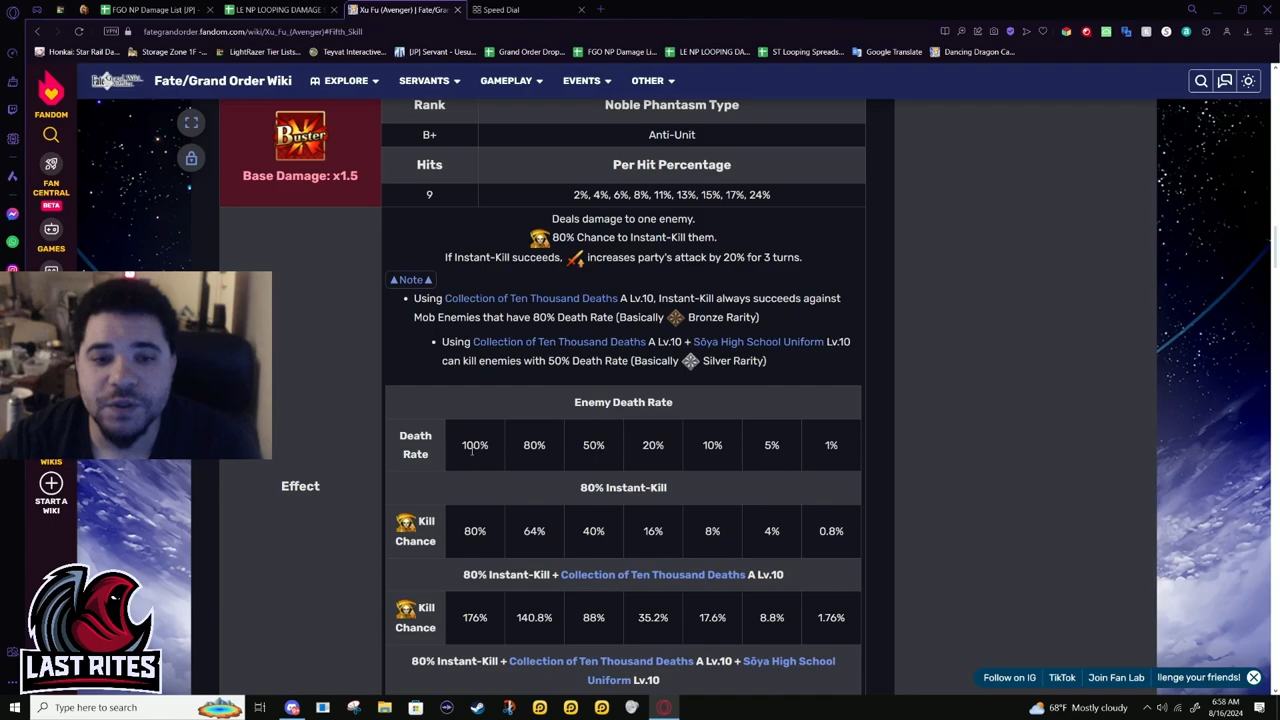 FGO NP Damage List (JP) -
LE NP LOOPING DAMAGE
Xu Fu (Avenger) | Fate/Gra
Speed Dial
VPN
fategrandorder.fandom.com/wiki/Xu_Fu_(Avenger)#Fifth_Skill
Honkai: Star Rail Da...
Storage Zone 1F -...
LightRazer Tier Lists...
Teyvat Interactive...
[JP] Servant - Uesu...
Grand Order Drop...
FGO NP Damage Li...
LE NP LOOPING DA...
ST Looping Spreads...
Google Translate
Dancing Dragon Ca...
FANDOM
FAN CENTRAL
BETA
GAMES
WIKIS
START A WIKI
Fate/Grand Order Wiki
EXPLORE
SERVANTS
GAMEPLAY
EVENTS
OTHER
Buster
Base Damage: x1.5
Rank
Noble Phantasm Type
B+
Anti-Unit
Hits
Per Hit Percentage
9
2%, 4%, 6%, 8%, 11%, 13%, 15%, 17%, 24%
Effect
Deals damage to one enemy.
80% Chance to Instant-Kill them.
If Instant-Kill succeeds, increases party's attack by 20% for 3 turns.
▲Note▲
Using Collection of Ten Thousand Deaths A Lv.10, Instant-Kill always succeeds against
Mob Enemies that have 80% Death Rate (Basically Bronze Rarity)
Using Collection of Ten Thousand Deaths A Lv.10 + Sōya High School Uniform Lv.10
can kill enemies with 50% Death Rate (Basically Silver Rarity)
Enemy Death Rate
Death Rate 100% 80% 50% 20% 10% 5% 1%
80% Instant-Kill
Kill Chance 80% 64% 40% 16% 8% 4% 0.8%
80% Instant-Kill + Collection of Ten Thousand Deaths A Lv.10
Kill Chance 176% 140.8% 88% 35.2% 17.6% 8.8% 1.76%
80% Instant-Kill + Collection of Ten Thousand Deaths A Lv.10 + Sōya High School
Uniform Lv.10
LAST RITES
Follow on IG
TikTok
Join Fan Lab
llenge your friends!
Type here to search
68°F Mostly cloudy
6:58 AM
8/16/2024